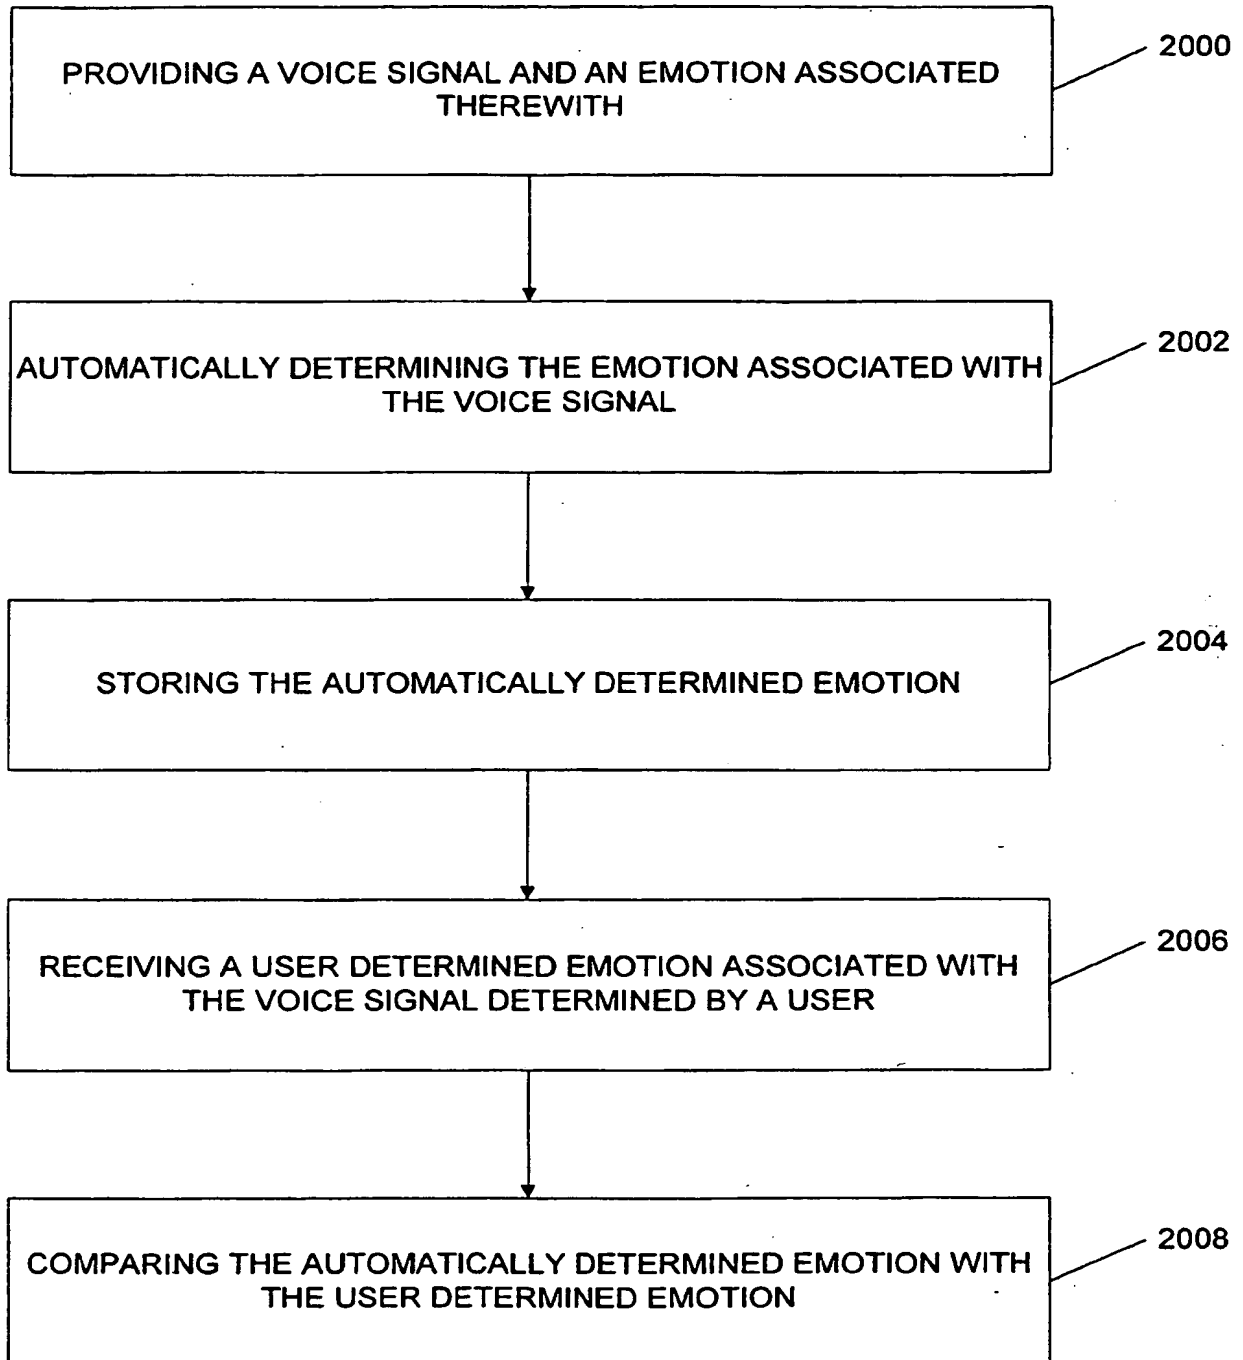 PROVIDING A VOICE SIGNAL AND AN EMOTION ASSOCIATED
THEREWITH
2000
AUTOMATICALLY DETERMINING THE EMOTION ASSOCIATED WITH
THE VOICE SIGNAL
2002
STORING THE AUTOMATICALLY DETERMINED EMOTION
2004
RECEIVING A USER DETERMINED EMOTION ASSOCIATED WITH
THE VOICE SIGNAL DETERMINED BY A USER
2006
COMPARING THE AUTOMATICALLY DETERMINED EMOTION WITH
THE USER DETERMINED EMOTION
2008